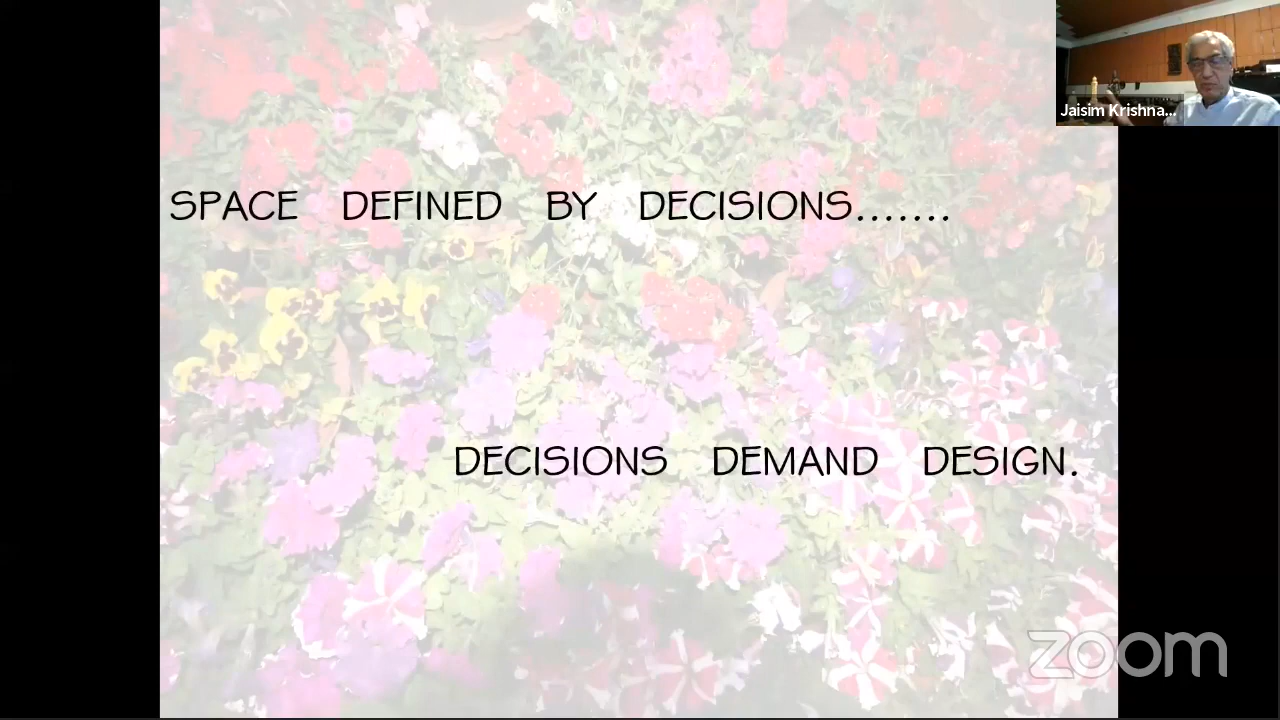 Jaisim Krishna...
SPACE DEFINED BY DECISIONS.......
DECISIONS DEMAND DESIGN.
zoom